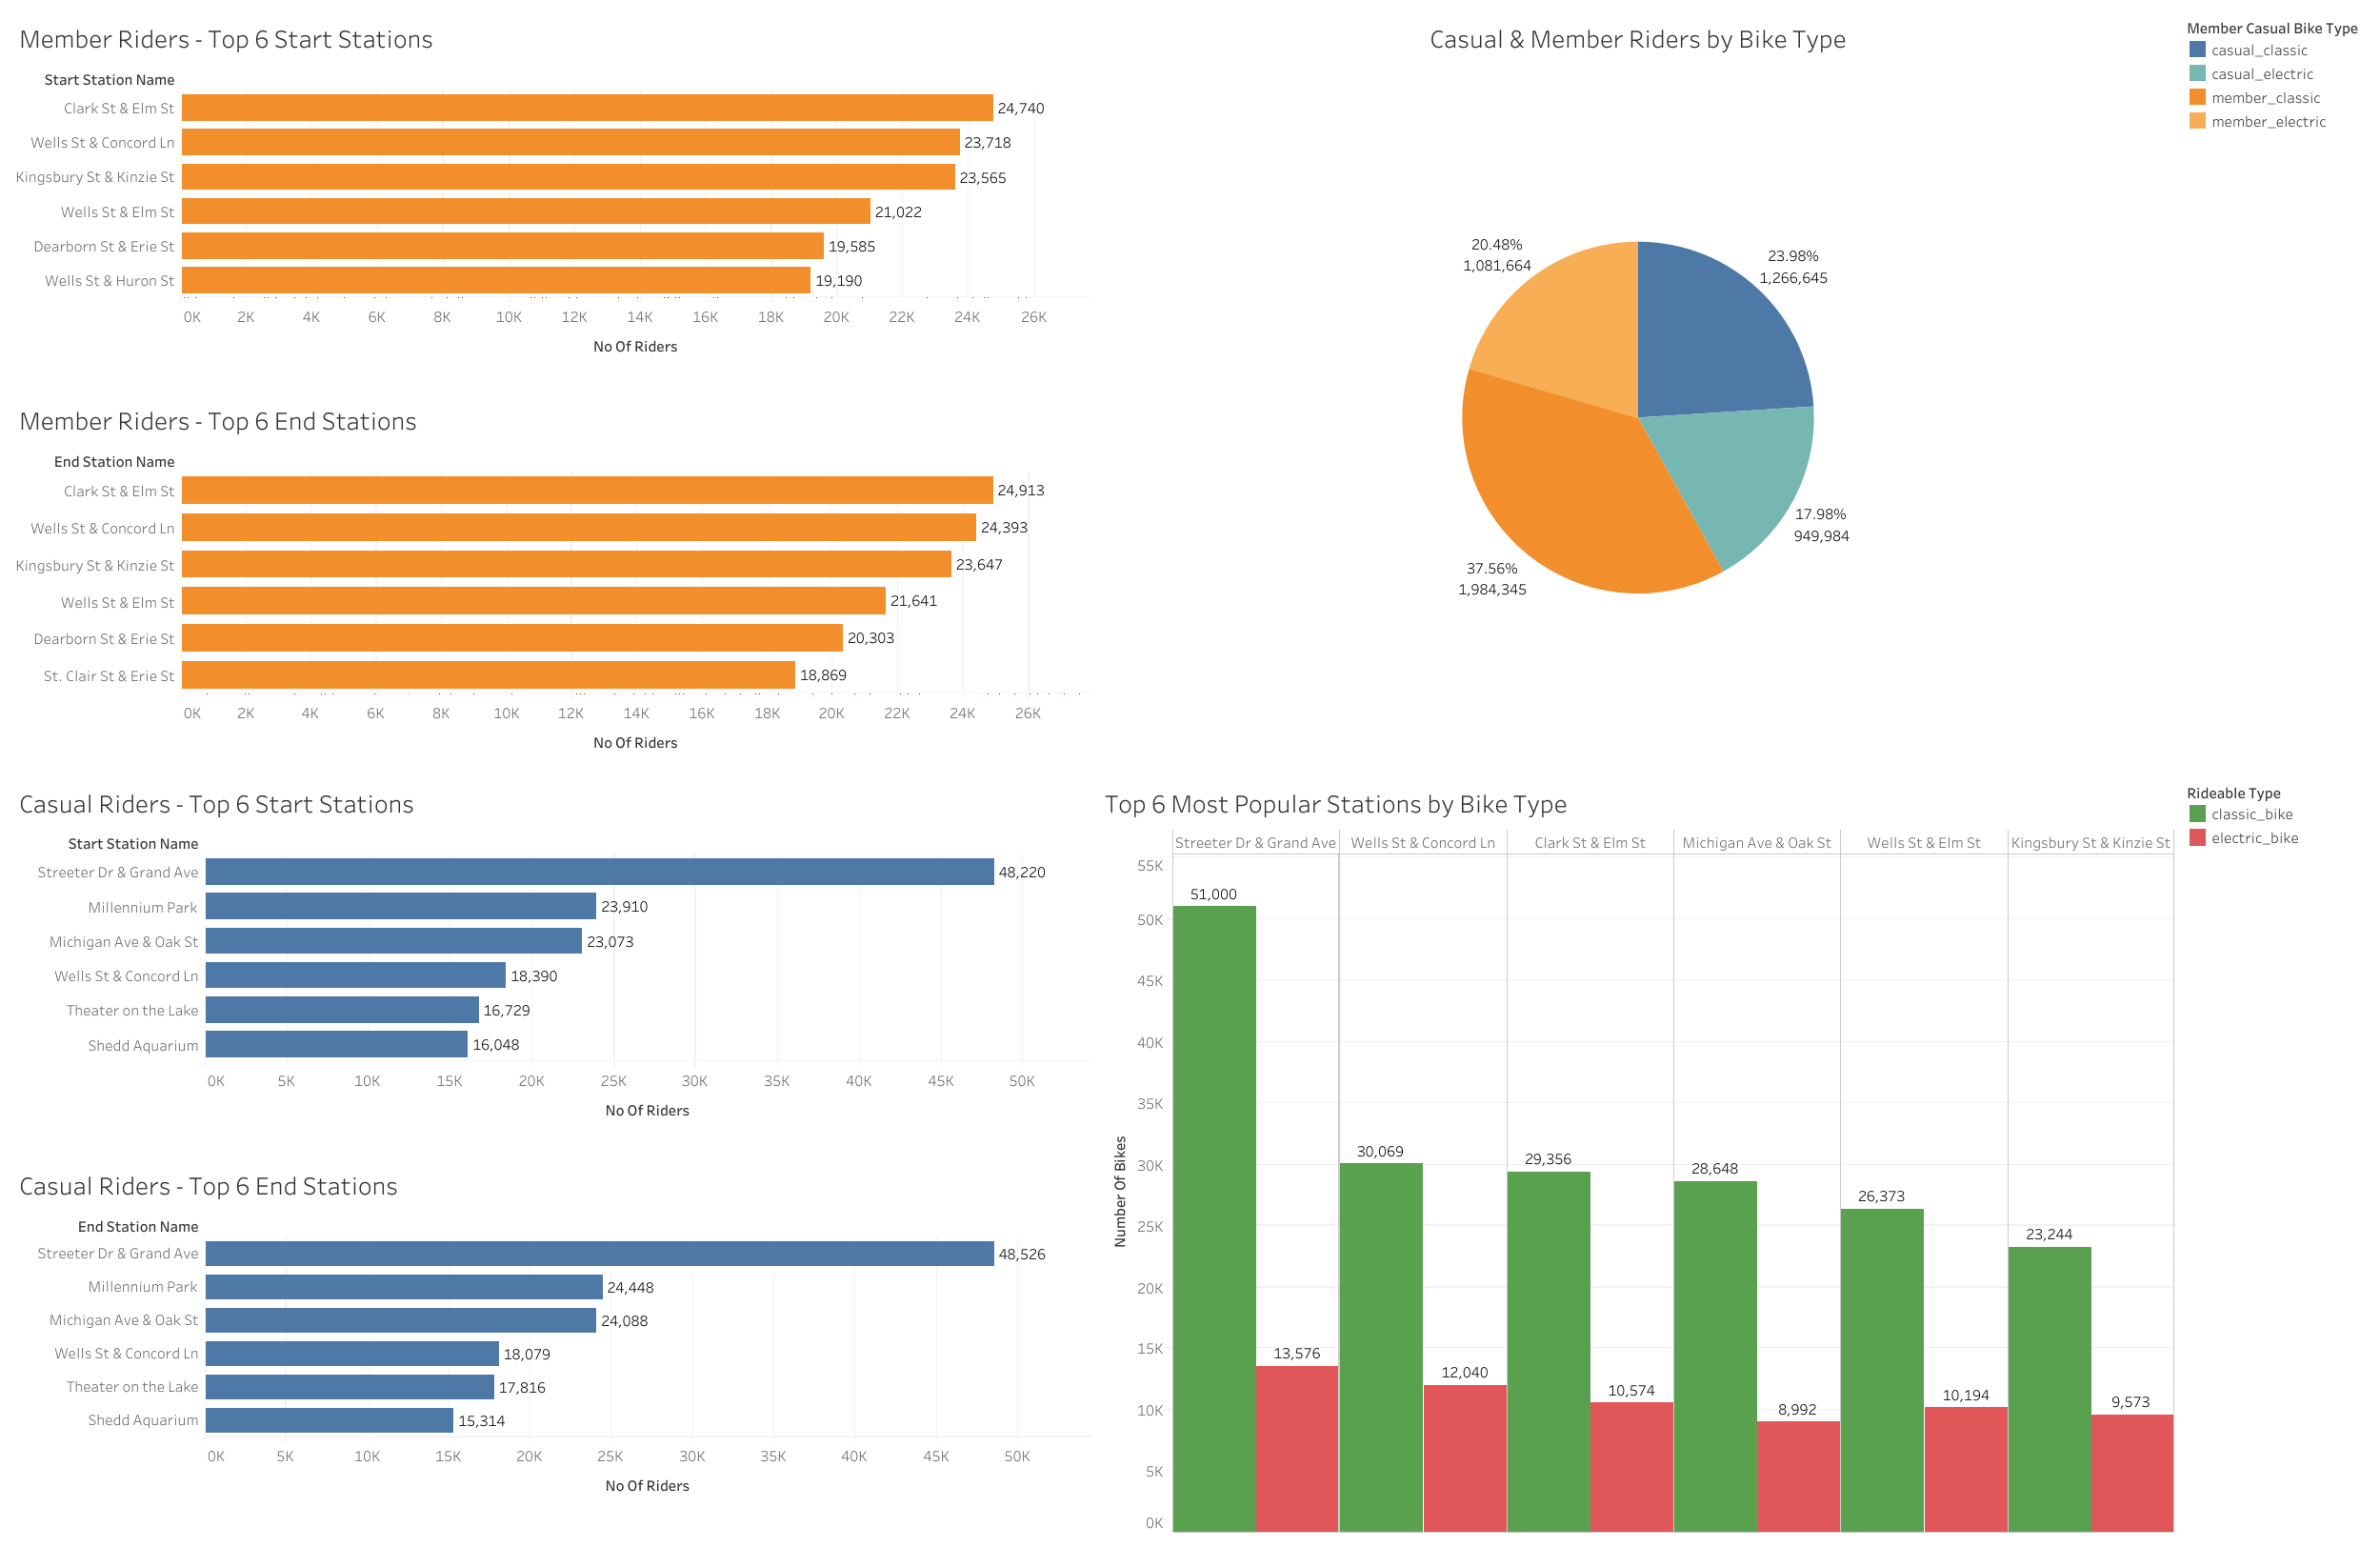 Member Riders - Top 6 Start Stations
Start Station Name
Clark St & Elm St 24,740
Wells St & Concord Ln 23,718
Kingsbury St & Kinzie St 23,565
Wells St & Elm St 21,022
Dearborn St & Erie St 19,585
Wells St & Huron St 19,190
0K 2K 4K 6K 8K 10K 12K 14K 16K 18K 20K 22K 24K 26K
No Of Riders
Member Riders - Top 6 End Stations
End Station Name
Clark St & Elm St 24,913
Wells St & Concord Ln 24,393
Kingsbury St & Kinzie St 23,647
Wells St & Elm St 21,641
Dearborn St & Erie St 20,303
St. Clair St & Erie St 18,869
0K 2K 4K 6K 8K 10K 12K 14K 16K 18K 20K 22K 24K 26K
No Of Riders
Casual Riders - Top 6 Start Stations
Start Station Name
Streeter Dr & Grand Ave 48,220
Millennium Park 23,910
Michigan Ave & Oak St 23,073
Wells St & Concord Ln 18,390
Theater on the Lake 16,729
Shedd Aquarium 16,048
0K 5K 10K 15K 20K 25K 30K 35K 40K 45K 50K
No Of Riders
Casual Riders - Top 6 End Stations
End Station Name
Streeter Dr & Grand Ave 48,526
Millennium Park 24,448
Michigan Ave & Oak St 24,088
Wells St & Concord Ln 18,079
Theater on the Lake 17,816
Shedd Aquarium 15,314
0K 5K 10K 15K 20K 25K 30K 35K 40K 45K 50K
No Of Riders
Casual & Member Riders by Bike Type
20.48%
1,081,664
23.98%
1,266,645
17.98%
949,984
37.56%
1,984,345
Member Casual Bike Type
casual_classic
casual_electric
member_classic
member_electric
Top 6 Most Popular Stations by Bike Type
Streeter Dr & Grand Ave Wells St & Concord Ln Clark St & Elm St Michigan Ave & Oak St Wells St & Elm St Kingsbury St & Kinzie St
55K
50K
45K
40K
35K
30K
25K
20K
15K
10K
5K
0K
Number Of Bikes
51,000
13,576
30,069
12,040
29,356
10,574
28,648
8,992
26,373
10,194
23,244
9,573
Rideable Type
classic_bike
electric_bike